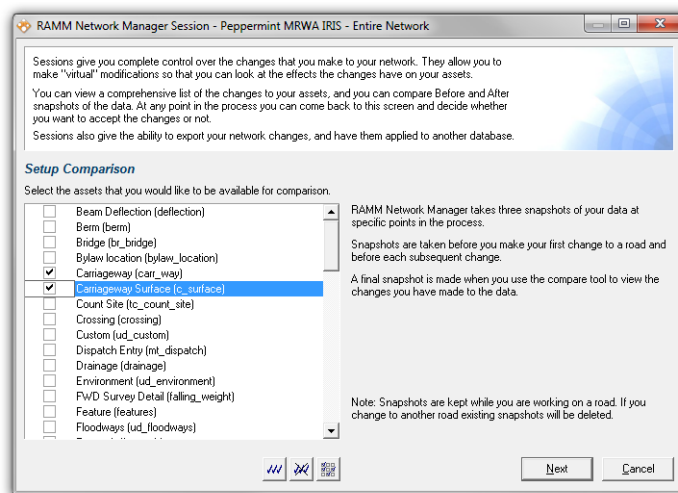 RAMM Network Manager Session - Peppermint MRWA IRIS - Entire Network
Sessions give you complete control over the changes that you make to your network. They allow you to
make "virtual" modifications so that you can look at the effects the changes have on your assets.
You can view a comprehensive list of the changes to your assets, and you can compare Before and After
snapshots of the data. At any point in the process you can come back to this screen and decide whether
you want to accept the changes or not.
Sessions also give the ability to export your network changes, and have them applied to another database.
Setup Comparison
Select the assets that you would like to be available for comparison.
Beam Deflection (deflection)
Berm (berm)
Bridge (br_bridge)
Bylaw location (bylaw_location)
Carriageway (carr_way)
Carriageway Surface (c_surface)
Count Site (tc_count_site)
Crossing (crossing)
Custom (ud_custom)
Dispatch Entry (mt_dispatch)
Drainage (drainage)
Environment (ud_environment)
FWD Survey Detail (falling_weight)
Feature (features)
Floodways (ud_floodways)
RAMM Network Manager takes three snapshots of your data at
specific points in the process.
Snapshots are taken before you make your first change to a road and
before each subsequent change.
A final snapshot is made when you use the compare tool to view the
changes you have made to the data.
Note: Snapshots are kept while you are working on a road. If you
change to another road existing snapshots will be deleted.
Next
Cancel